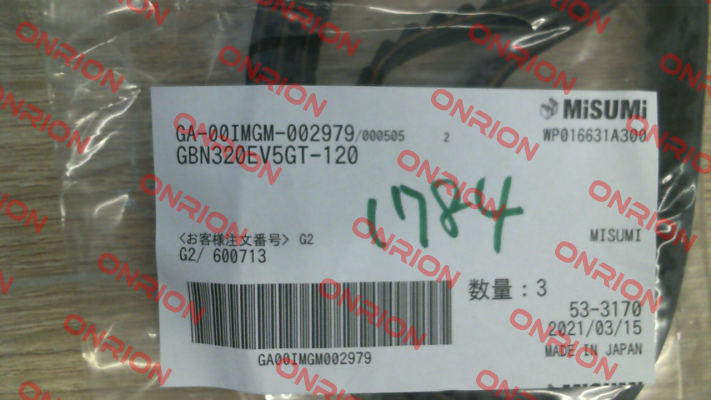 MiSUMi
GA-00IMGM-002979/000505 2 WP016631A300
GBN320EV5GT-120
1784
<お客様注文番号> G2 MISUMI
G2/ 600713
数量:3
53-3170
2021/03/15
GA00IMGM002979 MADE IN JAPAN
MiSUMi
ONRION